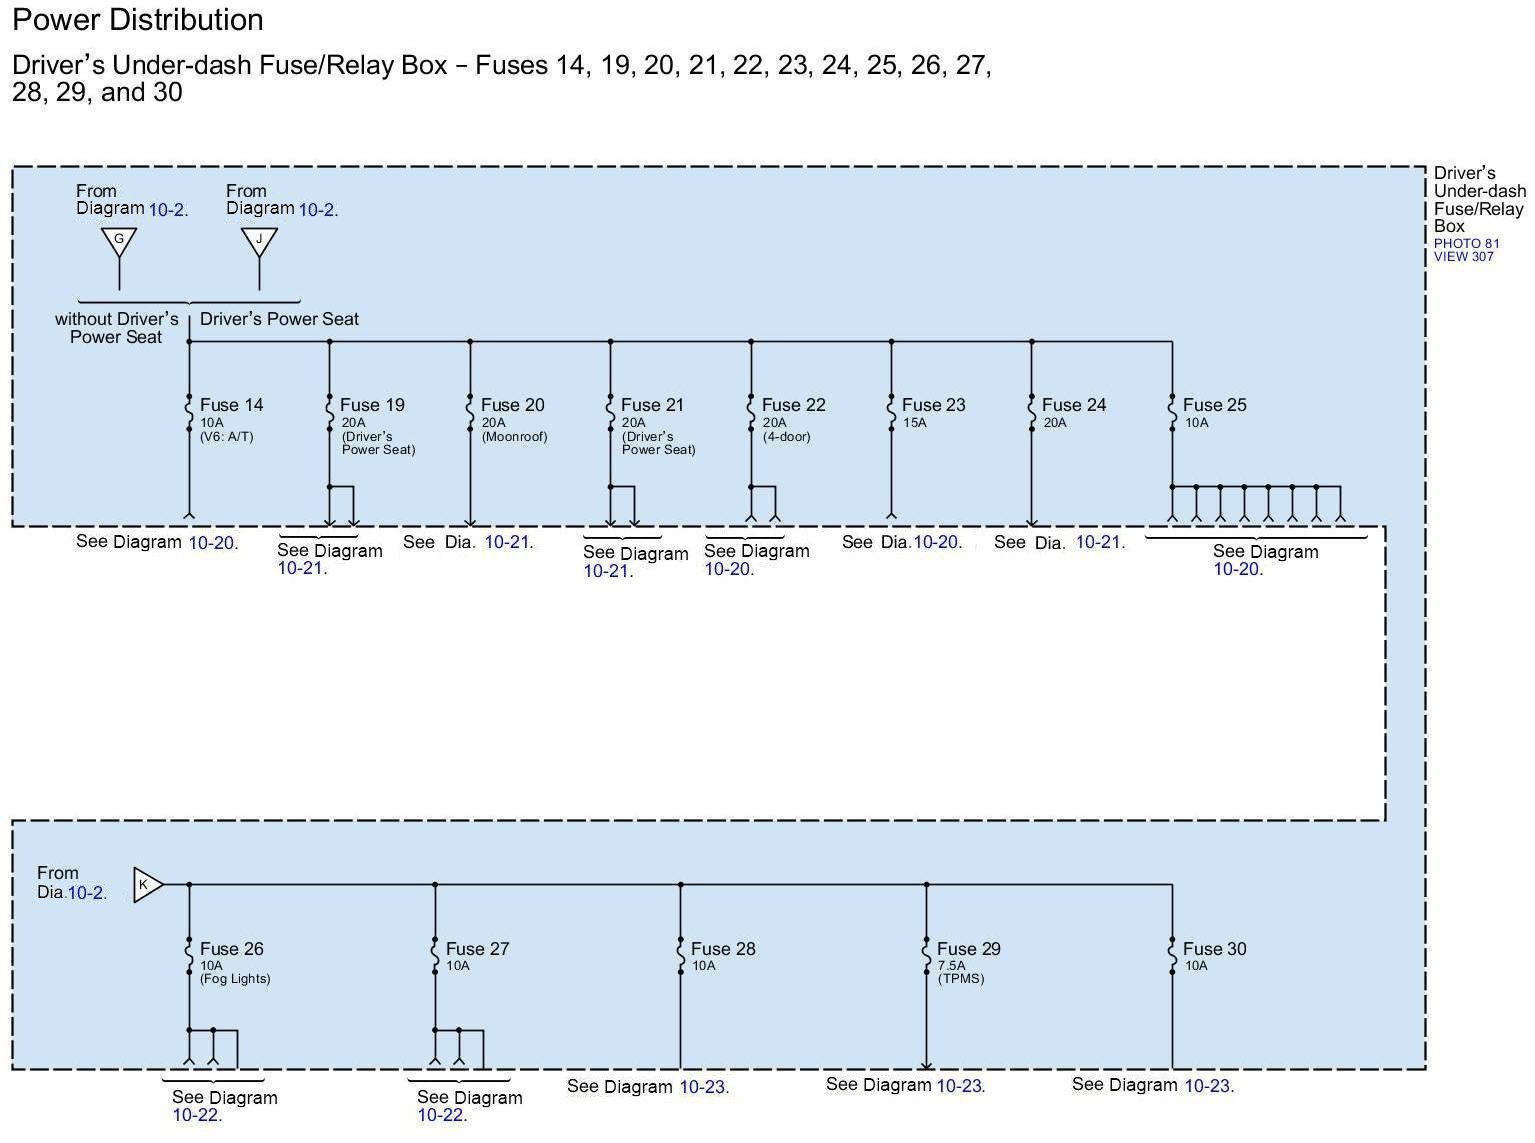 Power Distribution
Driver's Under-dash Fuse/Relay Box – Fuses 14, 19, 20, 21, 22, 23, 24, 25, 26, 27,
28, 29, and 30
Driver's
Under-dash
Fuse/Relay
Box
PHOTO 81
VIEW 307
From
Diagram 10-2.
From
Diagram 10-2.
G
J
without Driver's
Power Seat
Driver's Power Seat
Fuse 14
10A
(V6: A/T)
Fuse 19
20A
(Driver's
Power Seat)
Fuse 20
20A
(Moonroof)
Fuse 21
20A
(Driver's
Power Seat)
Fuse 22
20A
(4-door)
Fuse 23
15A
Fuse 24
20A
Fuse 25
10A
See Diagram 10-20.
See Diagram
10-21.
See Dia. 10-21.
See Diagram
10-21.
See Diagram
10-20.
See Dia.10-20.
See Dia. 10-21.
See Diagram
10-20.
From
Dia.10-2.
K
Fuse 26
10A
(Fog Lights)
Fuse 27
10A
Fuse 28
10A
Fuse 29
7.5A
(TPMS)
Fuse 30
10A
See Diagram
10-22.
See Diagram
10-22.
See Diagram 10-23.
See Diagram 10-23.
See Diagram 10-23.